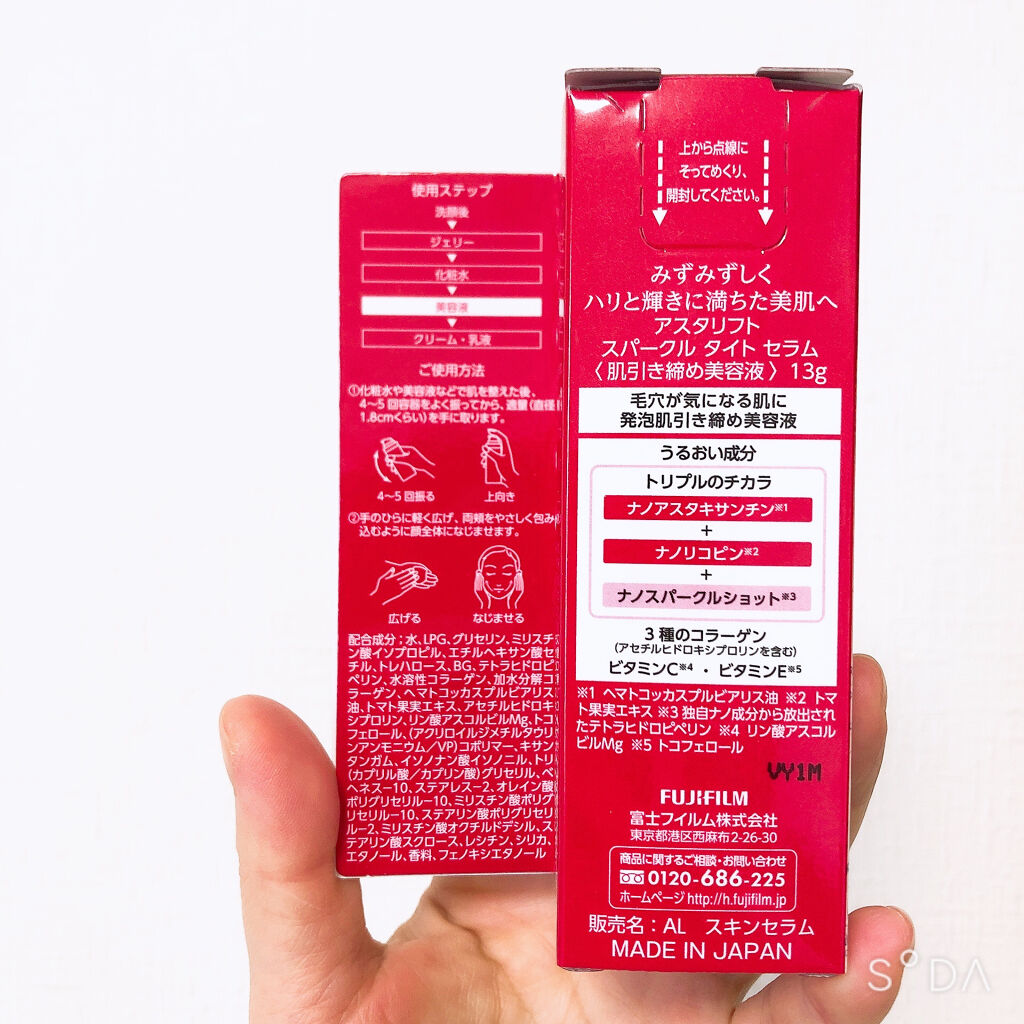 使用ステップ
洗顔後
ジェリー
化粧水
美容液
クリーム・乳液
ご使用方法
①化粧水や美容液などで肌を整えた後、
4〜5回容器をよく振ってから、適量(直径
1.8cmくらい)を手に取ります。
4〜5回振る 上向き
②手のひらに軽く広げ、両頬をやさしく包み
込むように顔全体になじませます。
広げる なじませる
配合成分:水、LPG、グリセリン、ミリスチ
ン酸イソプロピル、エチルヘキサン酸セ
チル、トレハロース、BG、テトラヒドロピ
ペリン、水溶性コラーゲン、加水分解コ
ラーゲン、ヘマトコッカスプルビアリス
油、トマト果実エキス、アセチルヒドロキ
シプロリン、リン酸アスコルビルMg、トコ
フェロール、(アクリロイルジメチルタウリ
ンアンモニウム/VP)コポリマー、キサン
タンガム、イソノナン酸イソノニル、トリ
(カプリル酸/カプリン酸)グリセリル、ベ
ヘネス-10、ステアレス-2、オレイン酸
ポリグリセリル-10、ミリスチン酸ポリグ
リセリル-10、ステアリン酸ポリグリセリ
ル-2、ミリスチン酸オクチルドデシル、ス
テアリン酸スクロース、レシチン、シリカ、
エタノール、香料、フェノキシエタノール
上から点線に
そってめくり、
開封してください。
みずみずしく
ハリと輝きに満ちた美肌へ
アスタリフト
スパークル タイト セラム
〈肌引き締め美容液〉13g
毛穴が気になる肌に
発泡肌引き締め美容液
うるおい成分
トリプルのチカラ
ナノアスタキサンチン※1
+
ナノリコピン※2
+
ナノスパークルショット※3
3種のコラーゲン
(アセチルヒドロキシプロリンを含む)
ビタミンC※4・ビタミンE※5
※1 ヘマトコッカスプルビアリス油 ※2 トマ
ト果実エキス ※3 独自ナノ成分から放出され
たテトラヒドロピペリン ※4 リン酸アスコル
ビルMg ※5 トコフェロール
VY1M
FUJIFILM
富士フイルム株式会社
東京都港区西麻布2-26-30
商品に関するご相談・お問い合わせ
0120-686-225
ホームページ http://h.fujifilm.jp
販売名:AL スキンセラム
MADE IN JAPAN
S°DA